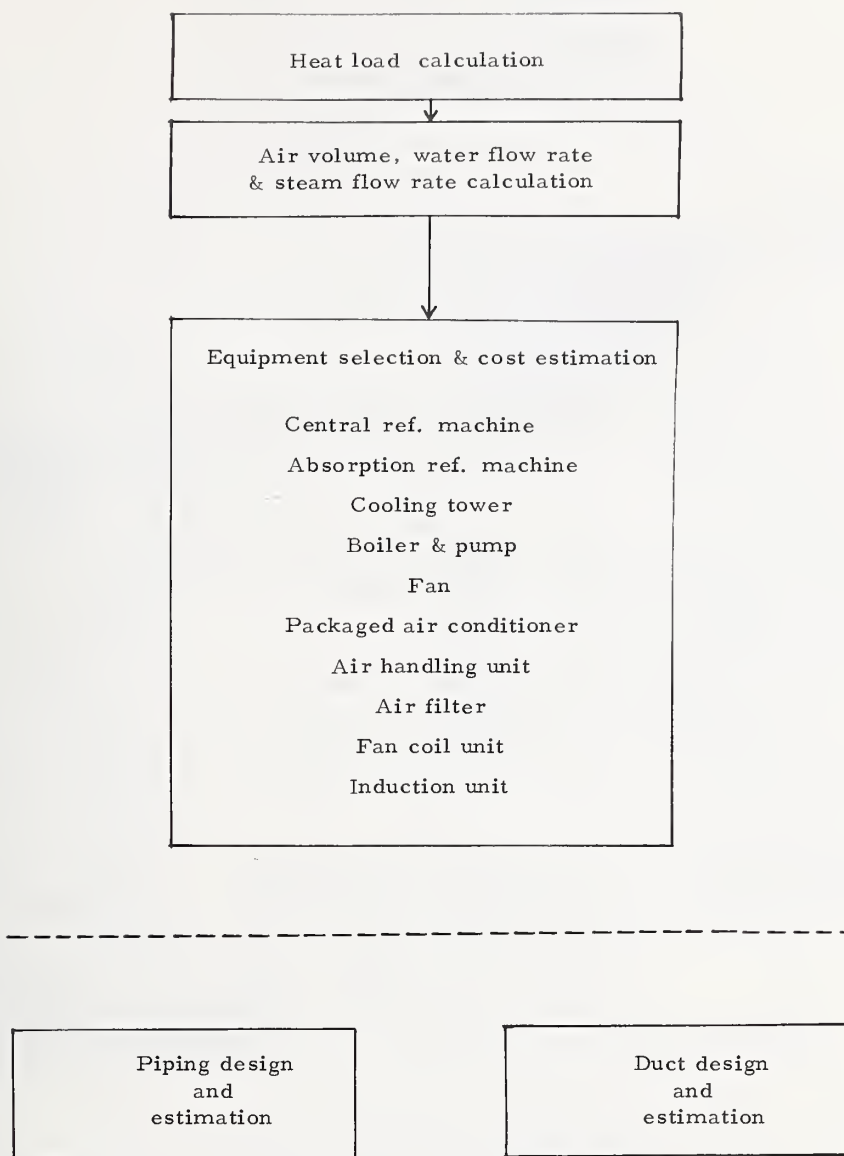 Heat load calculation
Air volume, water flow rate
& steam flow rate calculation
Equipment selection & cost estimation
Central ref. machine
Absorption ref. machine
Cooling tower
Boiler & pump
Fan
Packaged air conditioner
Air handling unit
Air filter
Fan coil unit
Induction unit
Piping design
and
estimation
Duct design
and
estimation